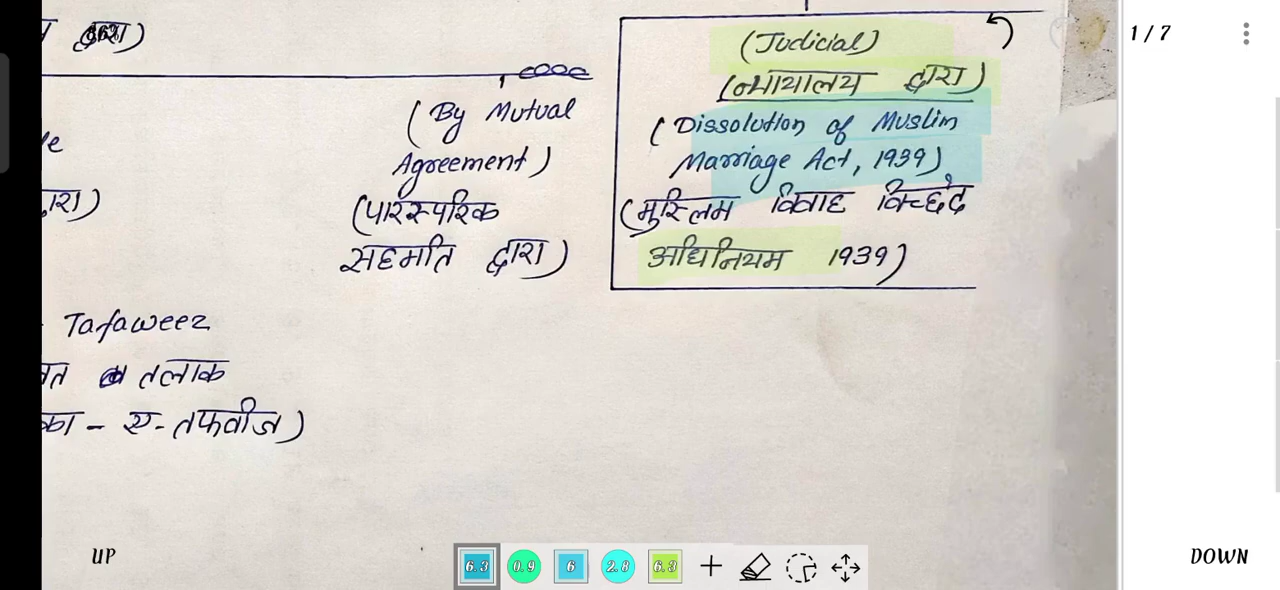 द्वारा)
(Judicial)
(न्यायालय द्वारा)
(By Mutual
Agreement)
(पारस्परिक
सहमति द्वारा)
(Dissolution of Muslim
Marriage Act, 1939)
(मुस्लिम विवाह विच्छेद
अधिनियम 1939)
Tafaweez
तलाक
- ए - तफवीज)
1/7
UP
6.3
0.9
6
2.8
6.3
DOWN